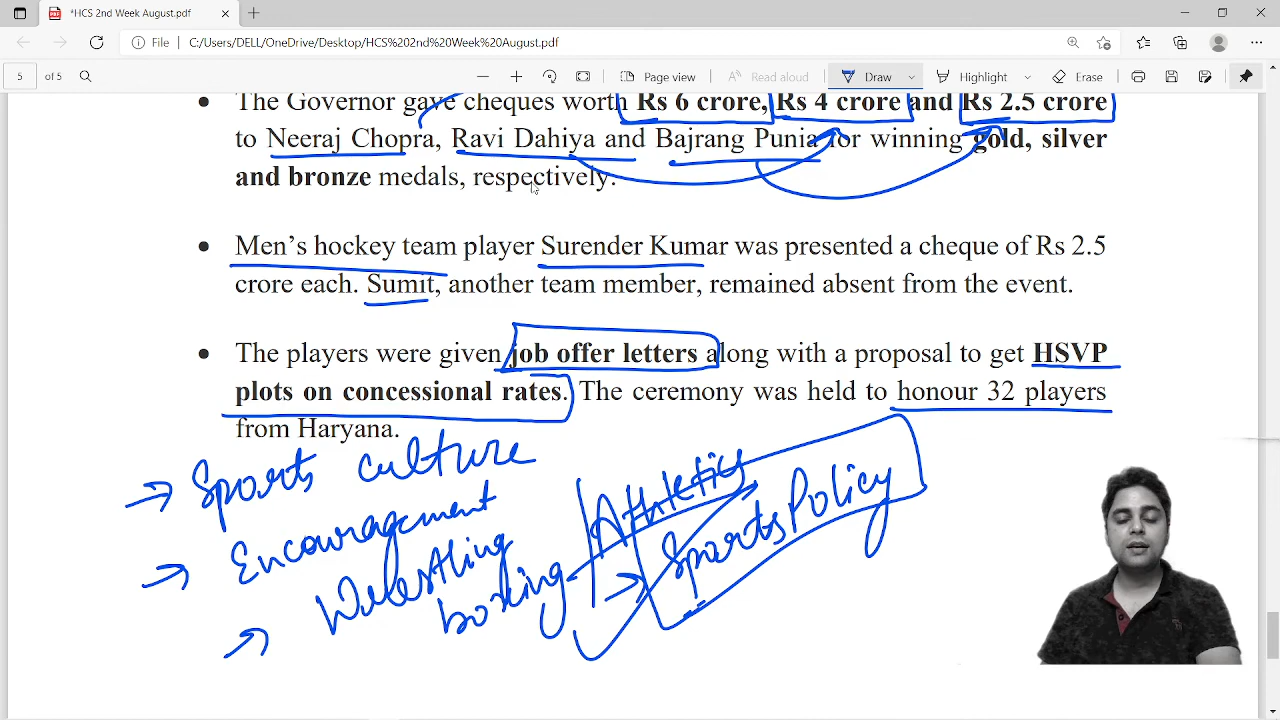 *HCS 2nd Week August.pdf
File C:/Users/DELL/OneDrive/Desktop/HCS%202nd%20Week%20August.pdf
5 of 5 Page view Read aloud Draw Highlight Erase
• The Governor gave cheques worth Rs 6 crore, Rs 4 crore and Rs 2.5 crore
to Neeraj Chopra, Ravi Dahiya and Bajrang Punia for winning gold, silver
and bronze medals, respectively.
• Men’s hockey team player Surender Kumar was presented a cheque of Rs 2.5
crore each. Sumit, another team member, remained absent from the event.
• The players were given job offer letters along with a proposal to get HSVP
plots on concessional rates. The ceremony was held to honour 32 players
from Haryana.
→ Sports culture
→ Encouragement
→ Wrestling
boxing
Athletics
→ Sports Policy